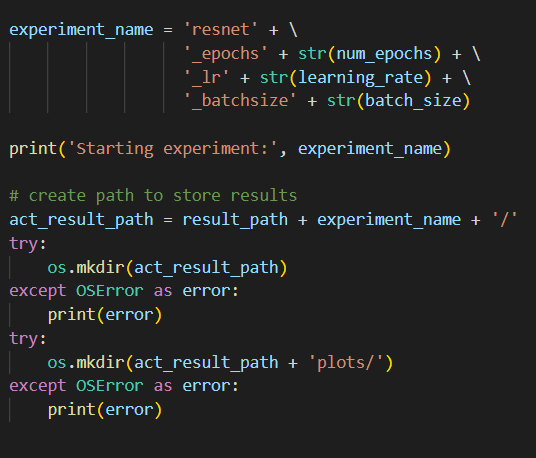 experiment_name = 'resnet' + \
                  '_epochs' + str(num_epochs) + \
                  '_lr' + str(learning_rate) + \
                  '_batchsize' + str(batch_size)

print('Starting experiment:', experiment_name)

# create path to store results
act_result_path = result_path + experiment_name + '/'
try:
    os.mkdir(act_result_path)
except OSError as error:
    print(error)
try:
    os.mkdir(act_result_path + 'plots/')
except OSError as error:
    print(error)